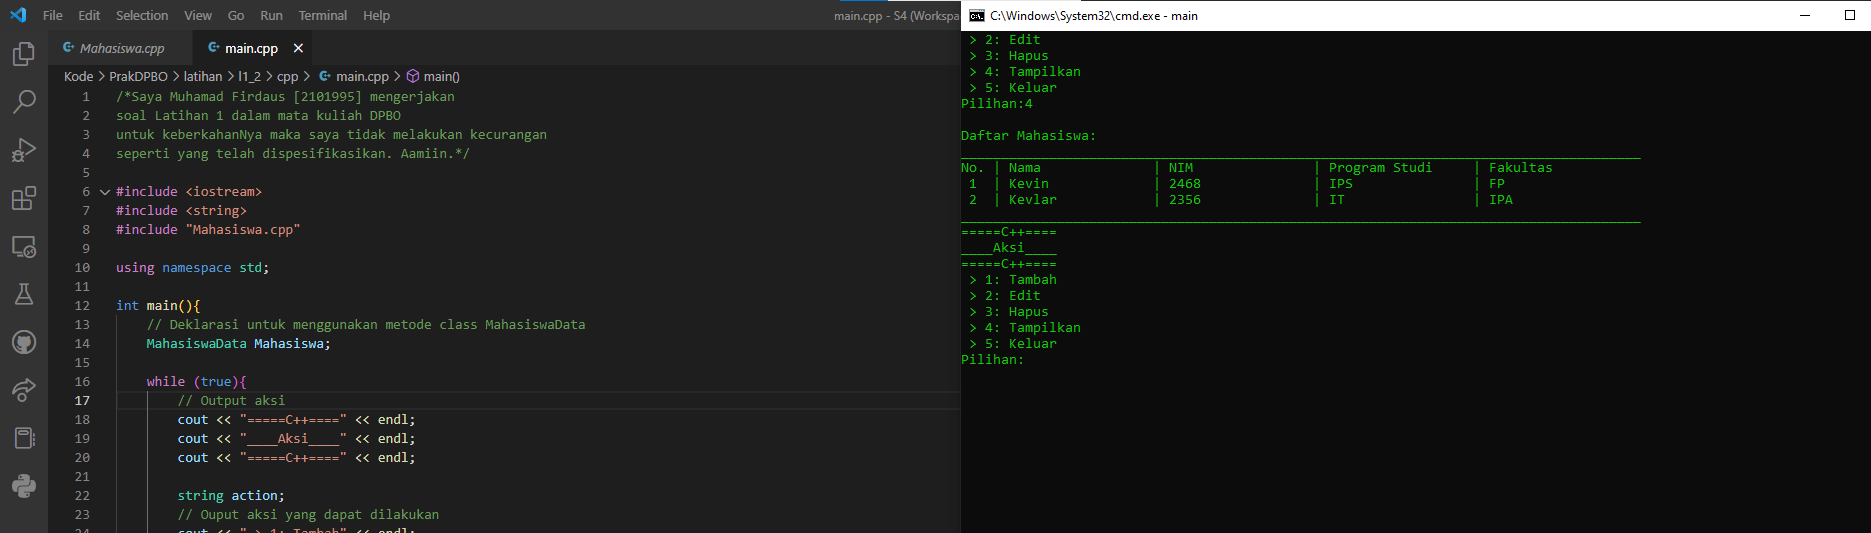 File Edit Selection View Go Run Terminal Help main.cpp - S4 (Workspa
Mahasiswa.cpp main.cpp
Kode > PrakDPBO > latihan > l1_2 > cpp > main.cpp > main()
1 /*Saya Muhamad Firdaus [2101995] mengerjakan
2 soal Latihan 1 dalam mata kuliah DPBO
3 untuk keberkahanNya maka saya tidak melakukan kecurangan
4 seperti yang telah dispesifikasikan. Aamiin.*/
5
6 #include <iostream>
7 #include <string>
8 #include "Mahasiswa.cpp"
9
10 using namespace std;
11
12 int main(){
13 // Deklarasi untuk menggunakan metode class MahasiswaData
14 MahasiswaData Mahasiswa;
15
16 while (true){
17 // Output aksi
18 cout << "=====C++====" << endl;
19 cout << "____Aksi____" << endl;
20 cout << "=====C++====" << endl;
21
22 string action;
23 // Ouput aksi yang dapat dilakukan
24 cout << " > 1: Tambah" << endl;
C:\Windows\System32\cmd.exe - main
> 2: Edit
> 3: Hapus
> 4: Tampilkan
> 5: Keluar
Pilihan:4
Daftar Mahasiswa:
No. | Nama | NIM | Program Studi | Fakultas
1 | Kevin | 2468 | IPS | FP
2 | Kevlar | 2356 | IT | IPA
=====C++====
____Aksi____
=====C++====
> 1: Tambah
> 2: Edit
> 3: Hapus
> 4: Tampilkan
> 5: Keluar
Pilihan: